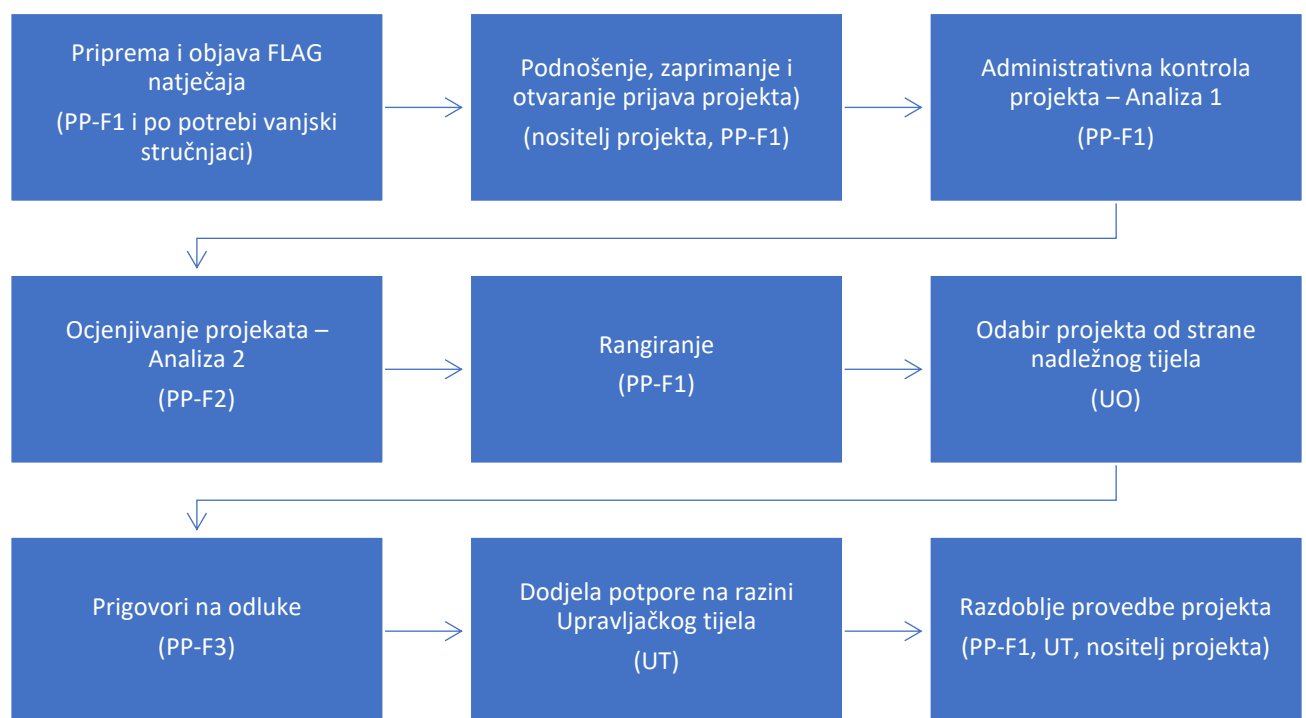 Priprema i objava FLAG
natječaja
(PP-F1 i po potrebi vanjski
stručnjaci)
Podnošenje, zaprimanje i
otvaranje prijava projekta)
(nositelj projekta, PP-F1)
Administrativna kontrola
projekta – Analiza 1
(PP-F1)
Ocjenjivanje projekata –
Analiza 2
(PP-F2)
Rangiranje
(PP-F1)
Odabir projekta od strane
nadležnog tijela
(UO)
Prigovori na odluke
(PP-F3)
Dodjela potpore na razini
Upravljačkog tijela
(UT)
Razdoblje provedbe projekta
(PP-F1, UT, nositelj projekta)